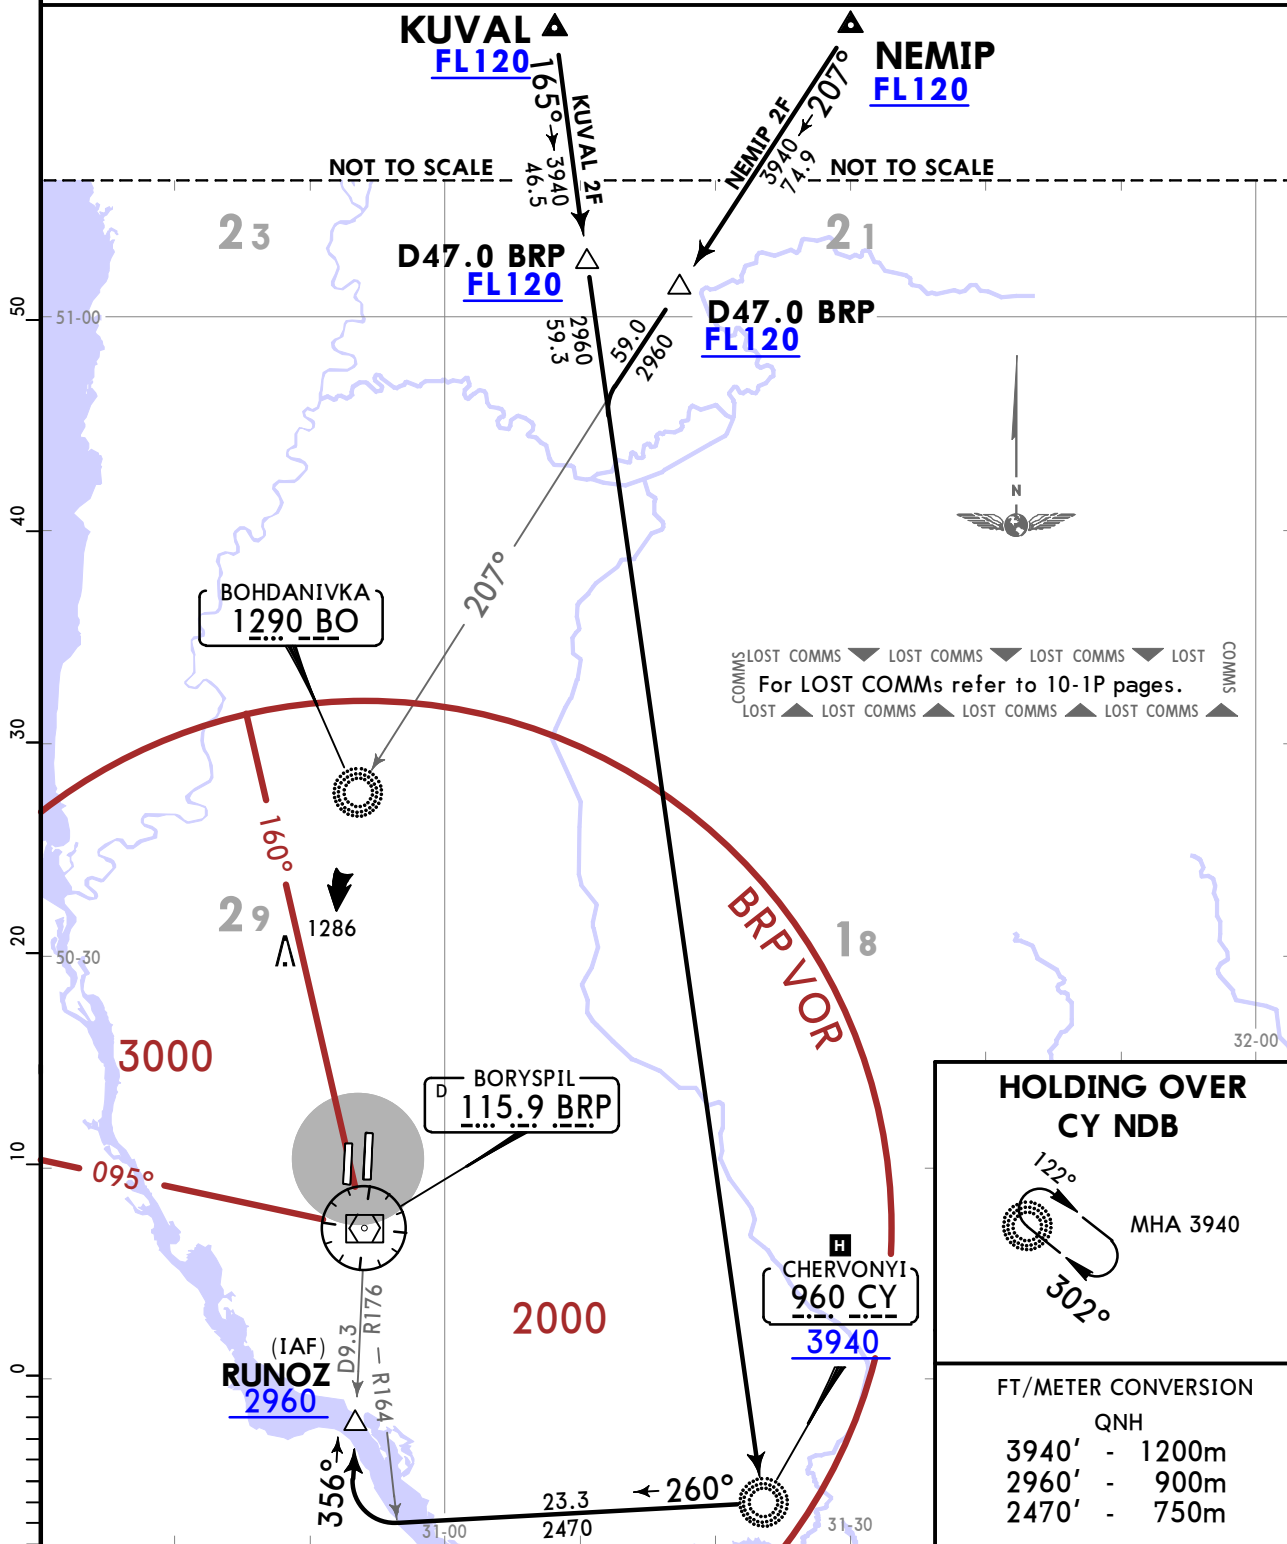 KUVAL
FL120
NEMIP
FL120
165°
KUVAL 2F
3940
46.5
207°
NEMIP 2F
3940
74.9
NOT TO SCALE
NOT TO SCALE
23
21
D47.0 BRP
FL120
D47.0 BRP
FL120
50
51-00
2960
59.3
59.0
2960
N
40
207°
BOHDANIVKA
1290 BO
COMMS
LOST COMMS LOST COMMS LOST COMMS LOST
COMMS
For LOST COMMs refer to 10-1P pages.
LOST LOST COMMS LOST COMMS LOST COMMS
30
160°
29
1286
BRP VOR
18
20
50-30
3000
32-00
BORYSPIL
D
115.9 BRP
HOLDING OVER
CY NDB
10
095°
122°
MHA 3940
302°
H
CHERVONYI
960 CY
3940
2000
D9.3
R176
R164
(IAF)
RUNOZ
2960
0
FT/METER CONVERSION
QNH
3940' - 1200m
2960' - 900m
2470' - 750m
356°
23.3
260°
2470
31-00
31-30